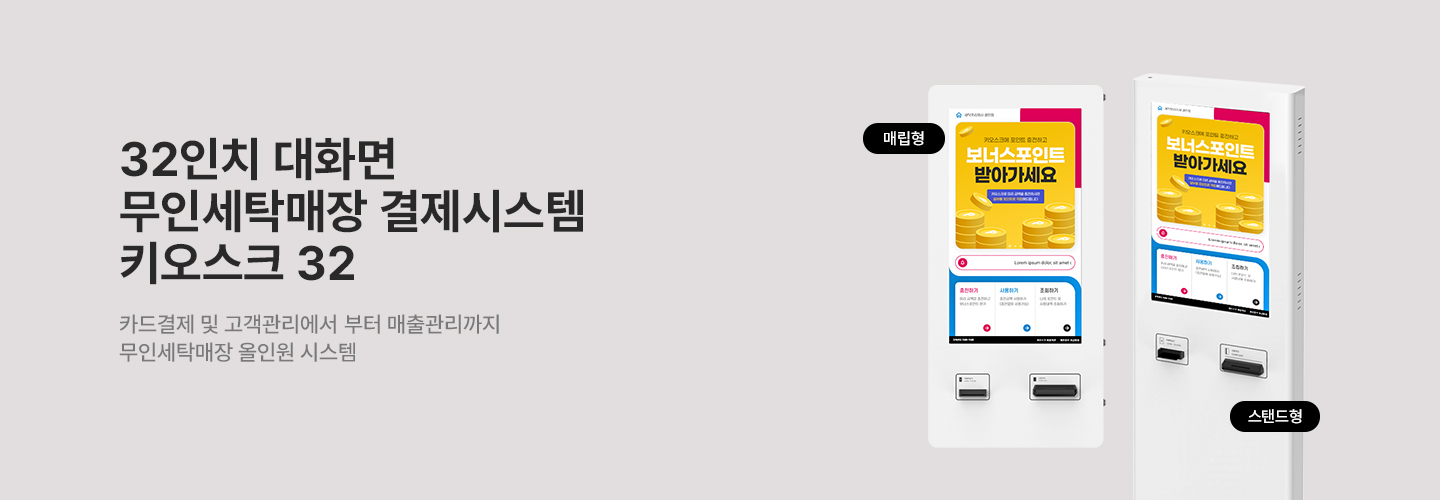 32인치 대화면
무인세탁매장 결제시스템
키오스크 32
카드결제 및 고객관리에서 부터 매출관리까지
무인세탁매장 올인원 시스템
매립형
키오스크에 포인트 충전하고
보너스포인트
받아가세요
Lorem ipsum dolor, sit amet c
충전하기
사용하기
조회하기
스탠드형
키오스크에 포인트 충전하고
보너스포인트
받아가세요
Lorem ipsum dolor, sit amet c
충전하기
사용하기
조회하기